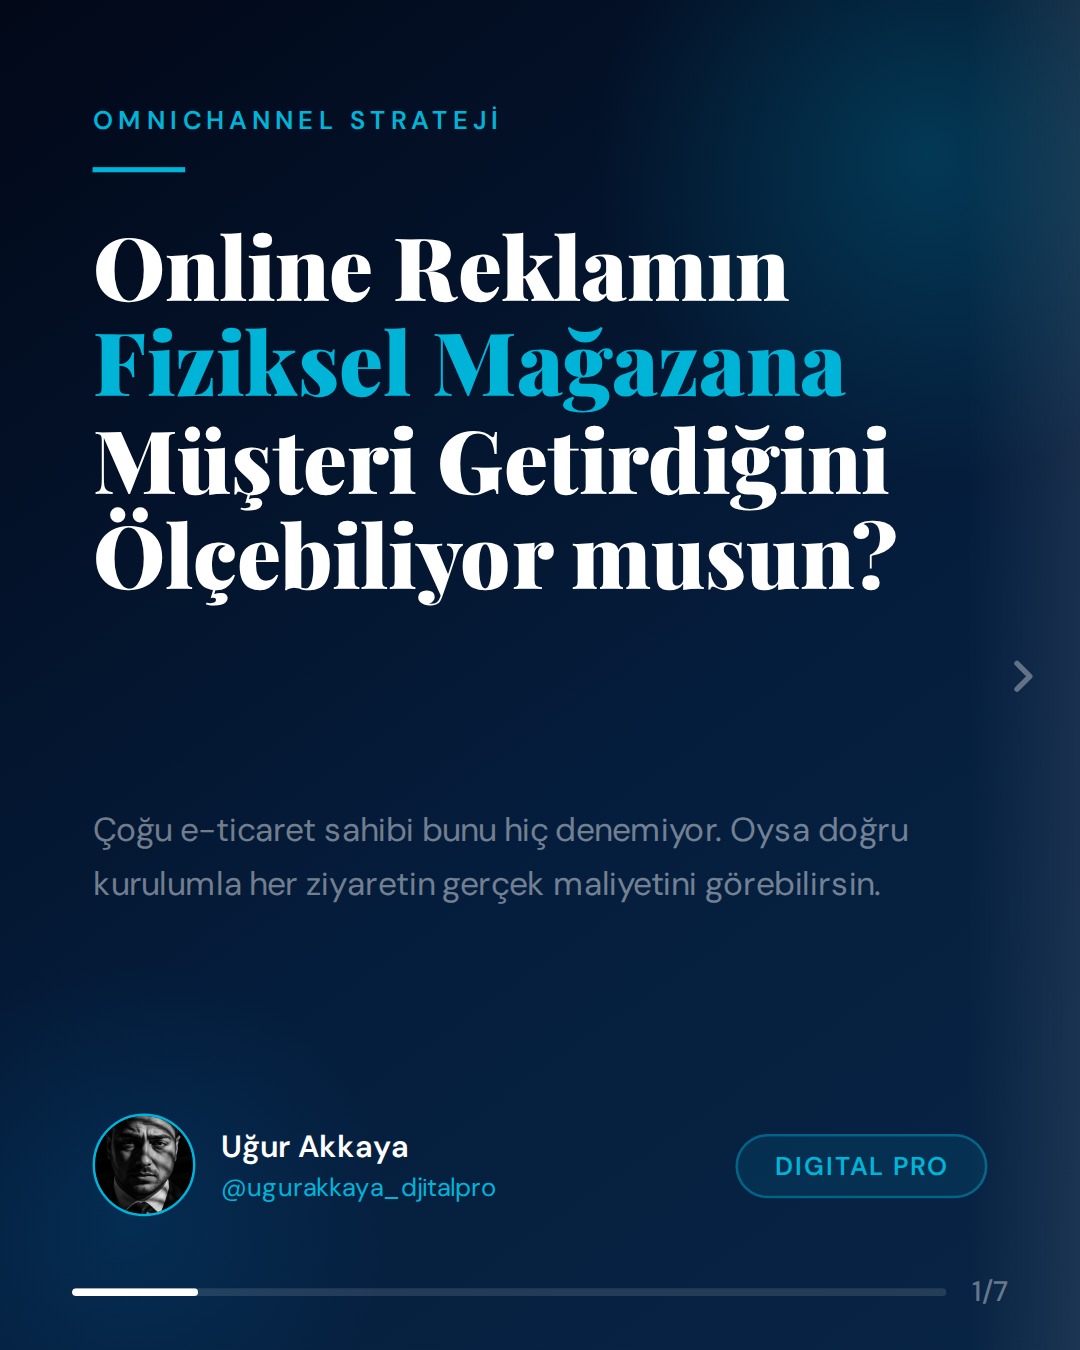 OMNICHANNEL STRATEJİ
Online Reklamın
Fiziksel Mağazana
Müşteri Getirdiğini
Ölçebiliyor musun?
Çoğu e-ticaret sahibi bunu hiç denemiyor. Oysa doğru
kurulumla her ziyaretin gerçek maliyetini görebilirsin.
Uğur Akkaya
@ugurakkaya_djitalpro
DIGITAL PRO
1/7